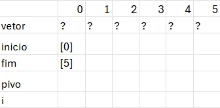 0 1 2 3 4 5
vetor ? ? ? ? ? ?
inicio [0]
fim [5]
pivo
i